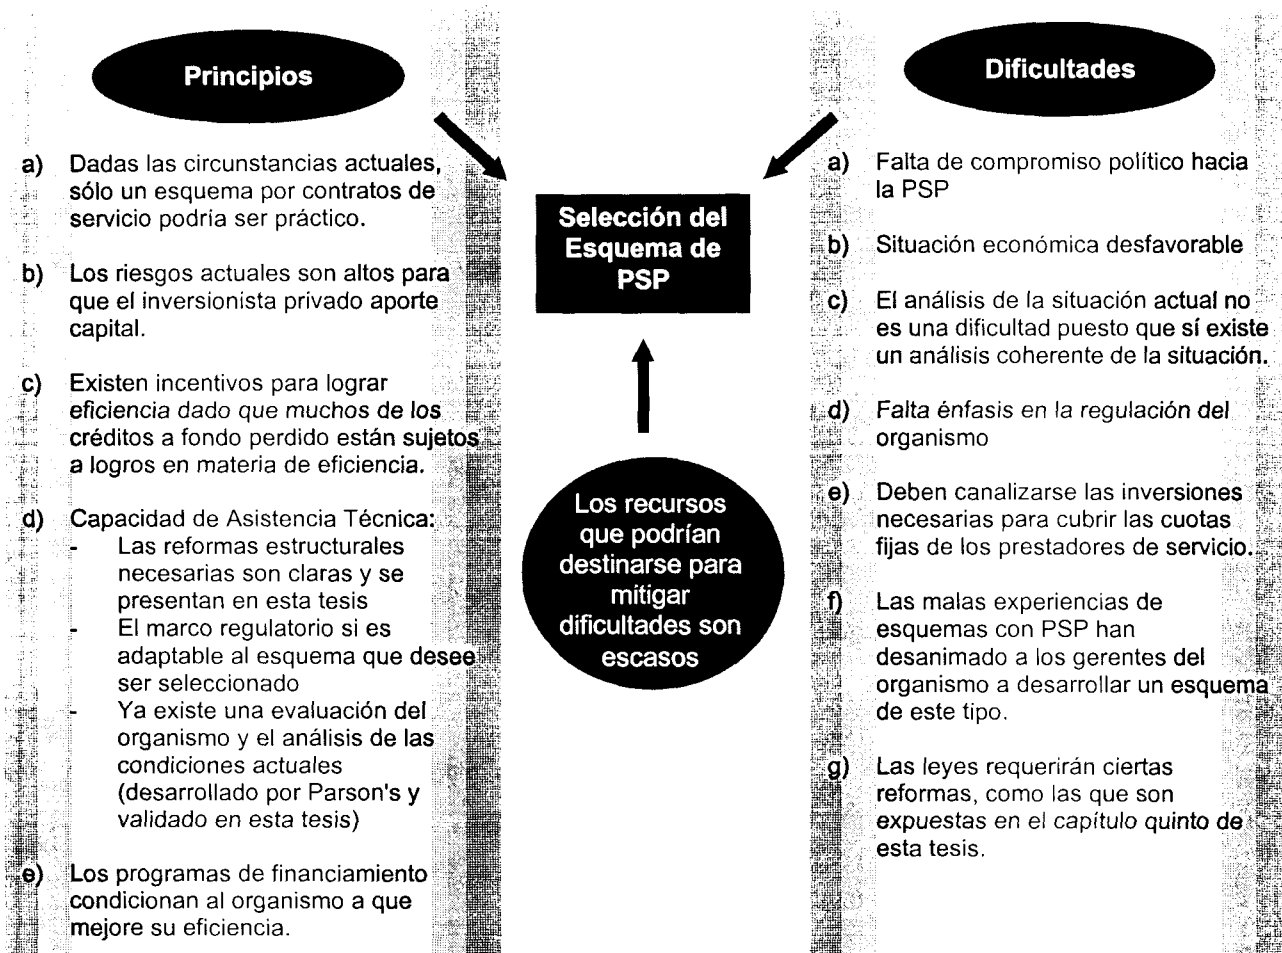 Principios
a) Dadas las circunstancias actuales,
sólo un esquema por contratos de
servicio podría ser práctico.
b) Los riesgos actuales son altos para
que el inversionista privado aporte
capital.
c) Existen incentivos para lograr
eficiencia dado que muchos de los
créditos a fondo perdido están sujetos
a logros en materia de eficiencia.
d) Capacidad de Asistencia Técnica:
- Las reformas estructurales
necesarias son claras y se
presentan en esta tesis
- El marco regulatorio si es
adaptable al esquema que desee
ser seleccionado
- Ya existe una evaluación del
organismo y el análisis de las
condiciones actuales
(desarrollado por Parson's y
validado en esta tesis)
e) Los programas de financiamiento
condicionan al organismo a que
mejore su eficiencia.
Selección del
Esquema de
PSP
Los recursos
que podrían
destinarse para
mitigar
dificultades son
escasos
Dificultades
a) Falta de compromiso político hacia
la PSP
b) Situación económica desfavorable
c) El análisis de la situación actual no
es una dificultad puesto que sí existe
un análisis coherente de la situación.
d) Falta énfasis en la regulación del
organismo
e) Deben canalizarse las inversiones
necesarias para cubrir las cuotas
fijas de los prestadores de servicio.
f) Las malas experiencias de
esquemas con PSP han
desanimado a los gerentes del
organismo a desarrollar un esquema
de este tipo.
g) Las leyes requerirán ciertas
reformas, como las que son
expuestas en el capítulo quinto de
esta tesis.